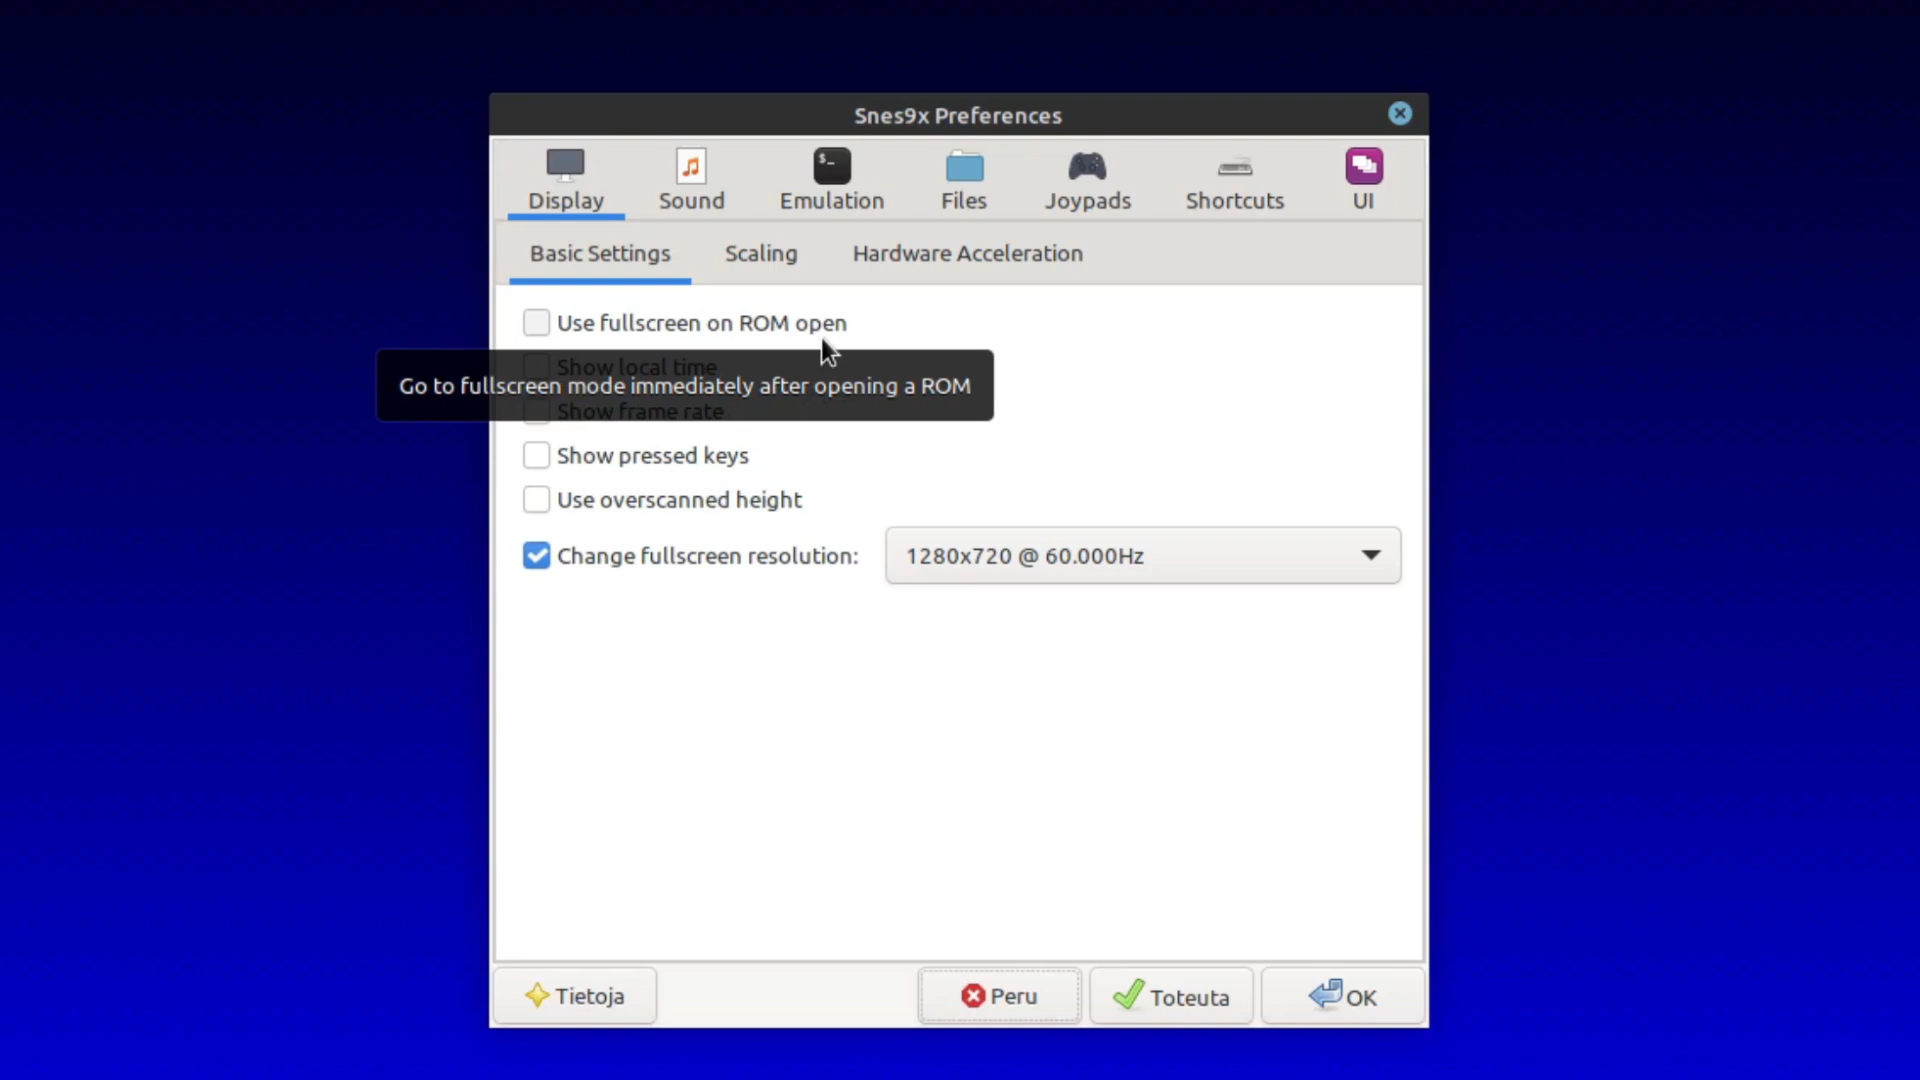 Snes9x Preferences
Display Sound Emulation Files Joypads Shortcuts UI
Basic Settings Scaling Hardware Acceleration
Use fullscreen on ROM open
Show local time
Go to fullscreen mode immediately after opening a ROM
Show frame rate
Show pressed keys
Use overscanned height
Change fullscreen resolution: 1280x720 @ 60.000Hz
Tietoja Peru Toteuta OK